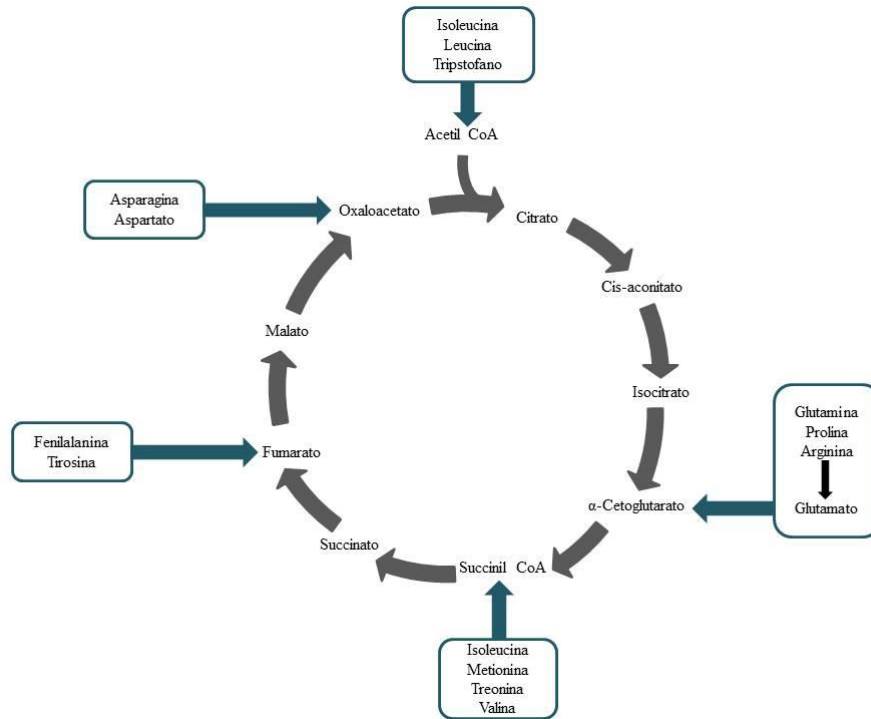 Isoleucina
Leucina
Tripstofano
Acetil CoA
Asparagina
Aspartato
Oxaloacetato
Citrato
Cis-aconitato
Malato
Isocitrato
Glutamina
Prolina
Arginina
Glutamato
Fenilalanina
Tirosina
Fumarato
α-Cetoglutarato
Succinato
Succinil CoA
Isoleucina
Metionina
Treonina
Valina